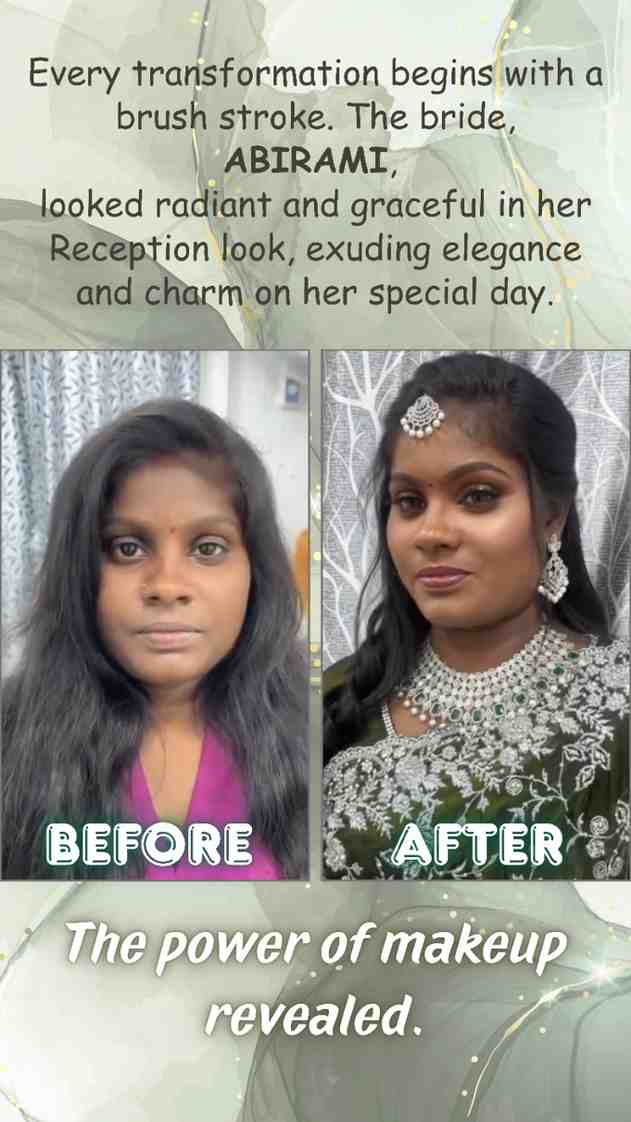 Every transformation begins with a
brush stroke. The bride,
ABIRAMI,
looked radiant and graceful in her
Reception look, exuding elegance
and charm on her special day.
BEFORE
AFTER
The power of makeup
revealed.